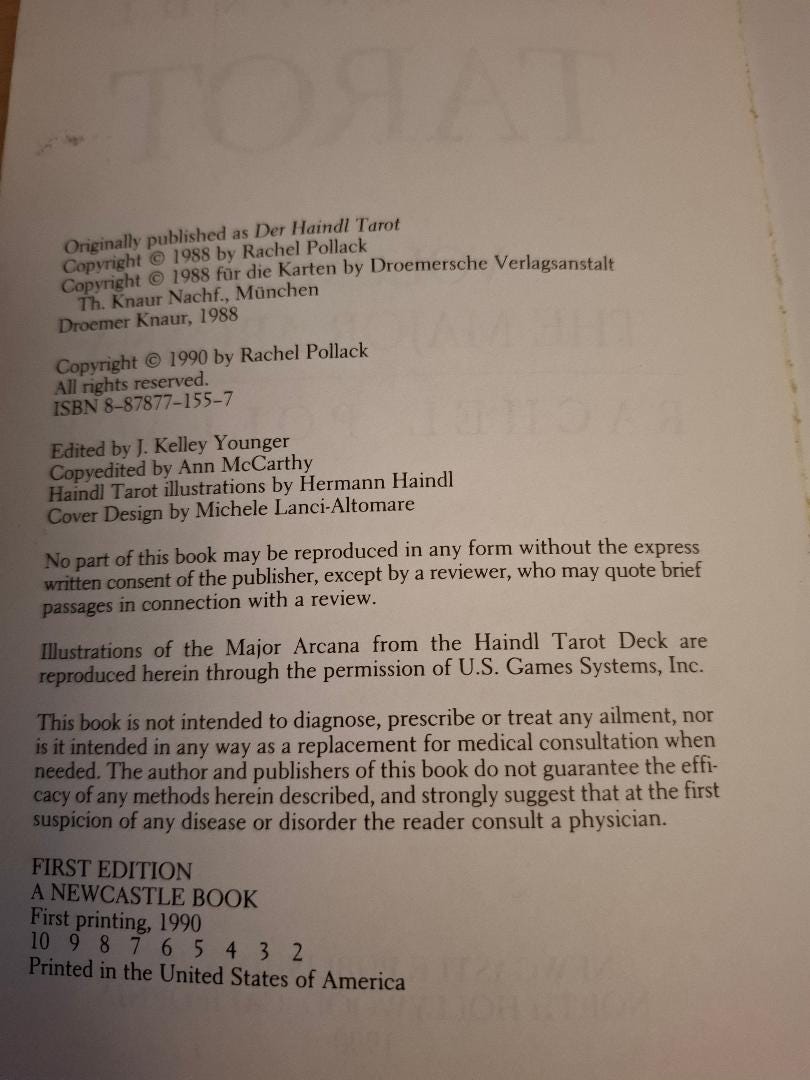 TAROT
Originally published as Der Haindl Tarot
Copyright © 1988 by Rachel Pollack
Copyright © 1988 für die Karten by Droemersche Verlagsanstalt
Th. Knaur Nachf., München
Droemer Knaur, 1988
Copyright © 1990 by Rachel Pollack
All rights reserved.
ISBN 8-87877-155-7
Edited by J. Kelley Younger
Copyedited by Ann McCarthy
Haindl Tarot illustrations by Hermann Haindl
Cover Design by Michele Lanci-Altomare
No part of this book may be reproduced in any form without the express
written consent of the publisher, except by a reviewer, who may quote brief
passages in connection with a review.
Illustrations of the Major Arcana from the Haindl Tarot Deck are
reproduced herein through the permission of U.S. Games Systems, Inc.
This book is not intended to diagnose, prescribe or treat any ailment, nor
is it intended in any way as a replacement for medical consultation when
needed. The author and publishers of this book do not guarantee the effi-
cacy of any methods herein described, and strongly suggest that at the first
suspicion of any disease or disorder the reader consult a physician.
FIRST EDITION
A NEWCASTLE BOOK
First printing, 1990
10 9 8 7 6 5 4 3 2
Printed in the United States of America